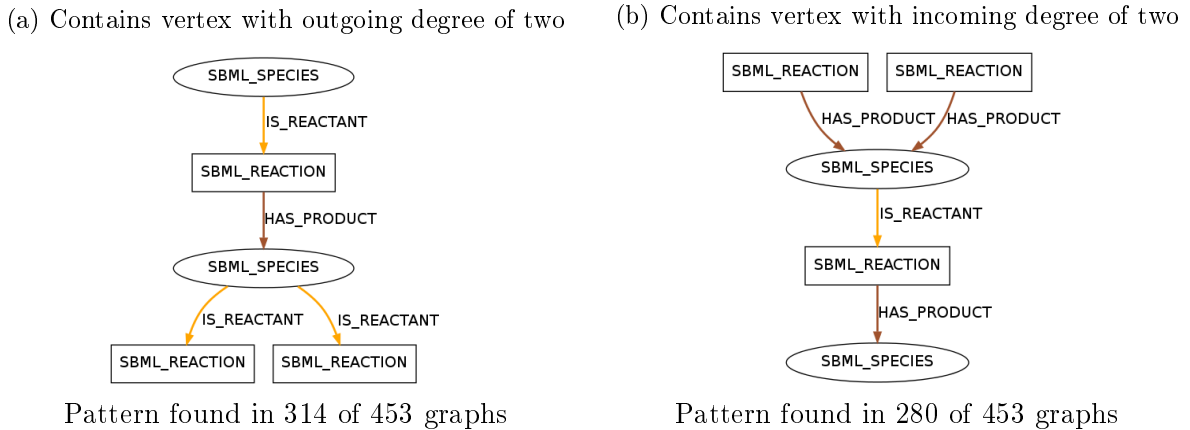 (a) Contains vertex with outgoing degree of two
SBML_SPECIES
IS_REACTANT
SBML_REACTION
HAS_PRODUCT
SBML_SPECIES
IS_REACTANT IS_REACTANT
SBML_REACTION SBML_REACTION
Pattern found in 314 of 453 graphs
(b) Contains vertex with incoming degree of two
SBML_REACTION SBML_REACTION
HAS_PRODUCT HAS_PRODUCT
SBML_SPECIES
IS_REACTANT
SBML_REACTION
HAS_PRODUCT
SBML_SPECIES
Pattern found in 280 of 453 graphs